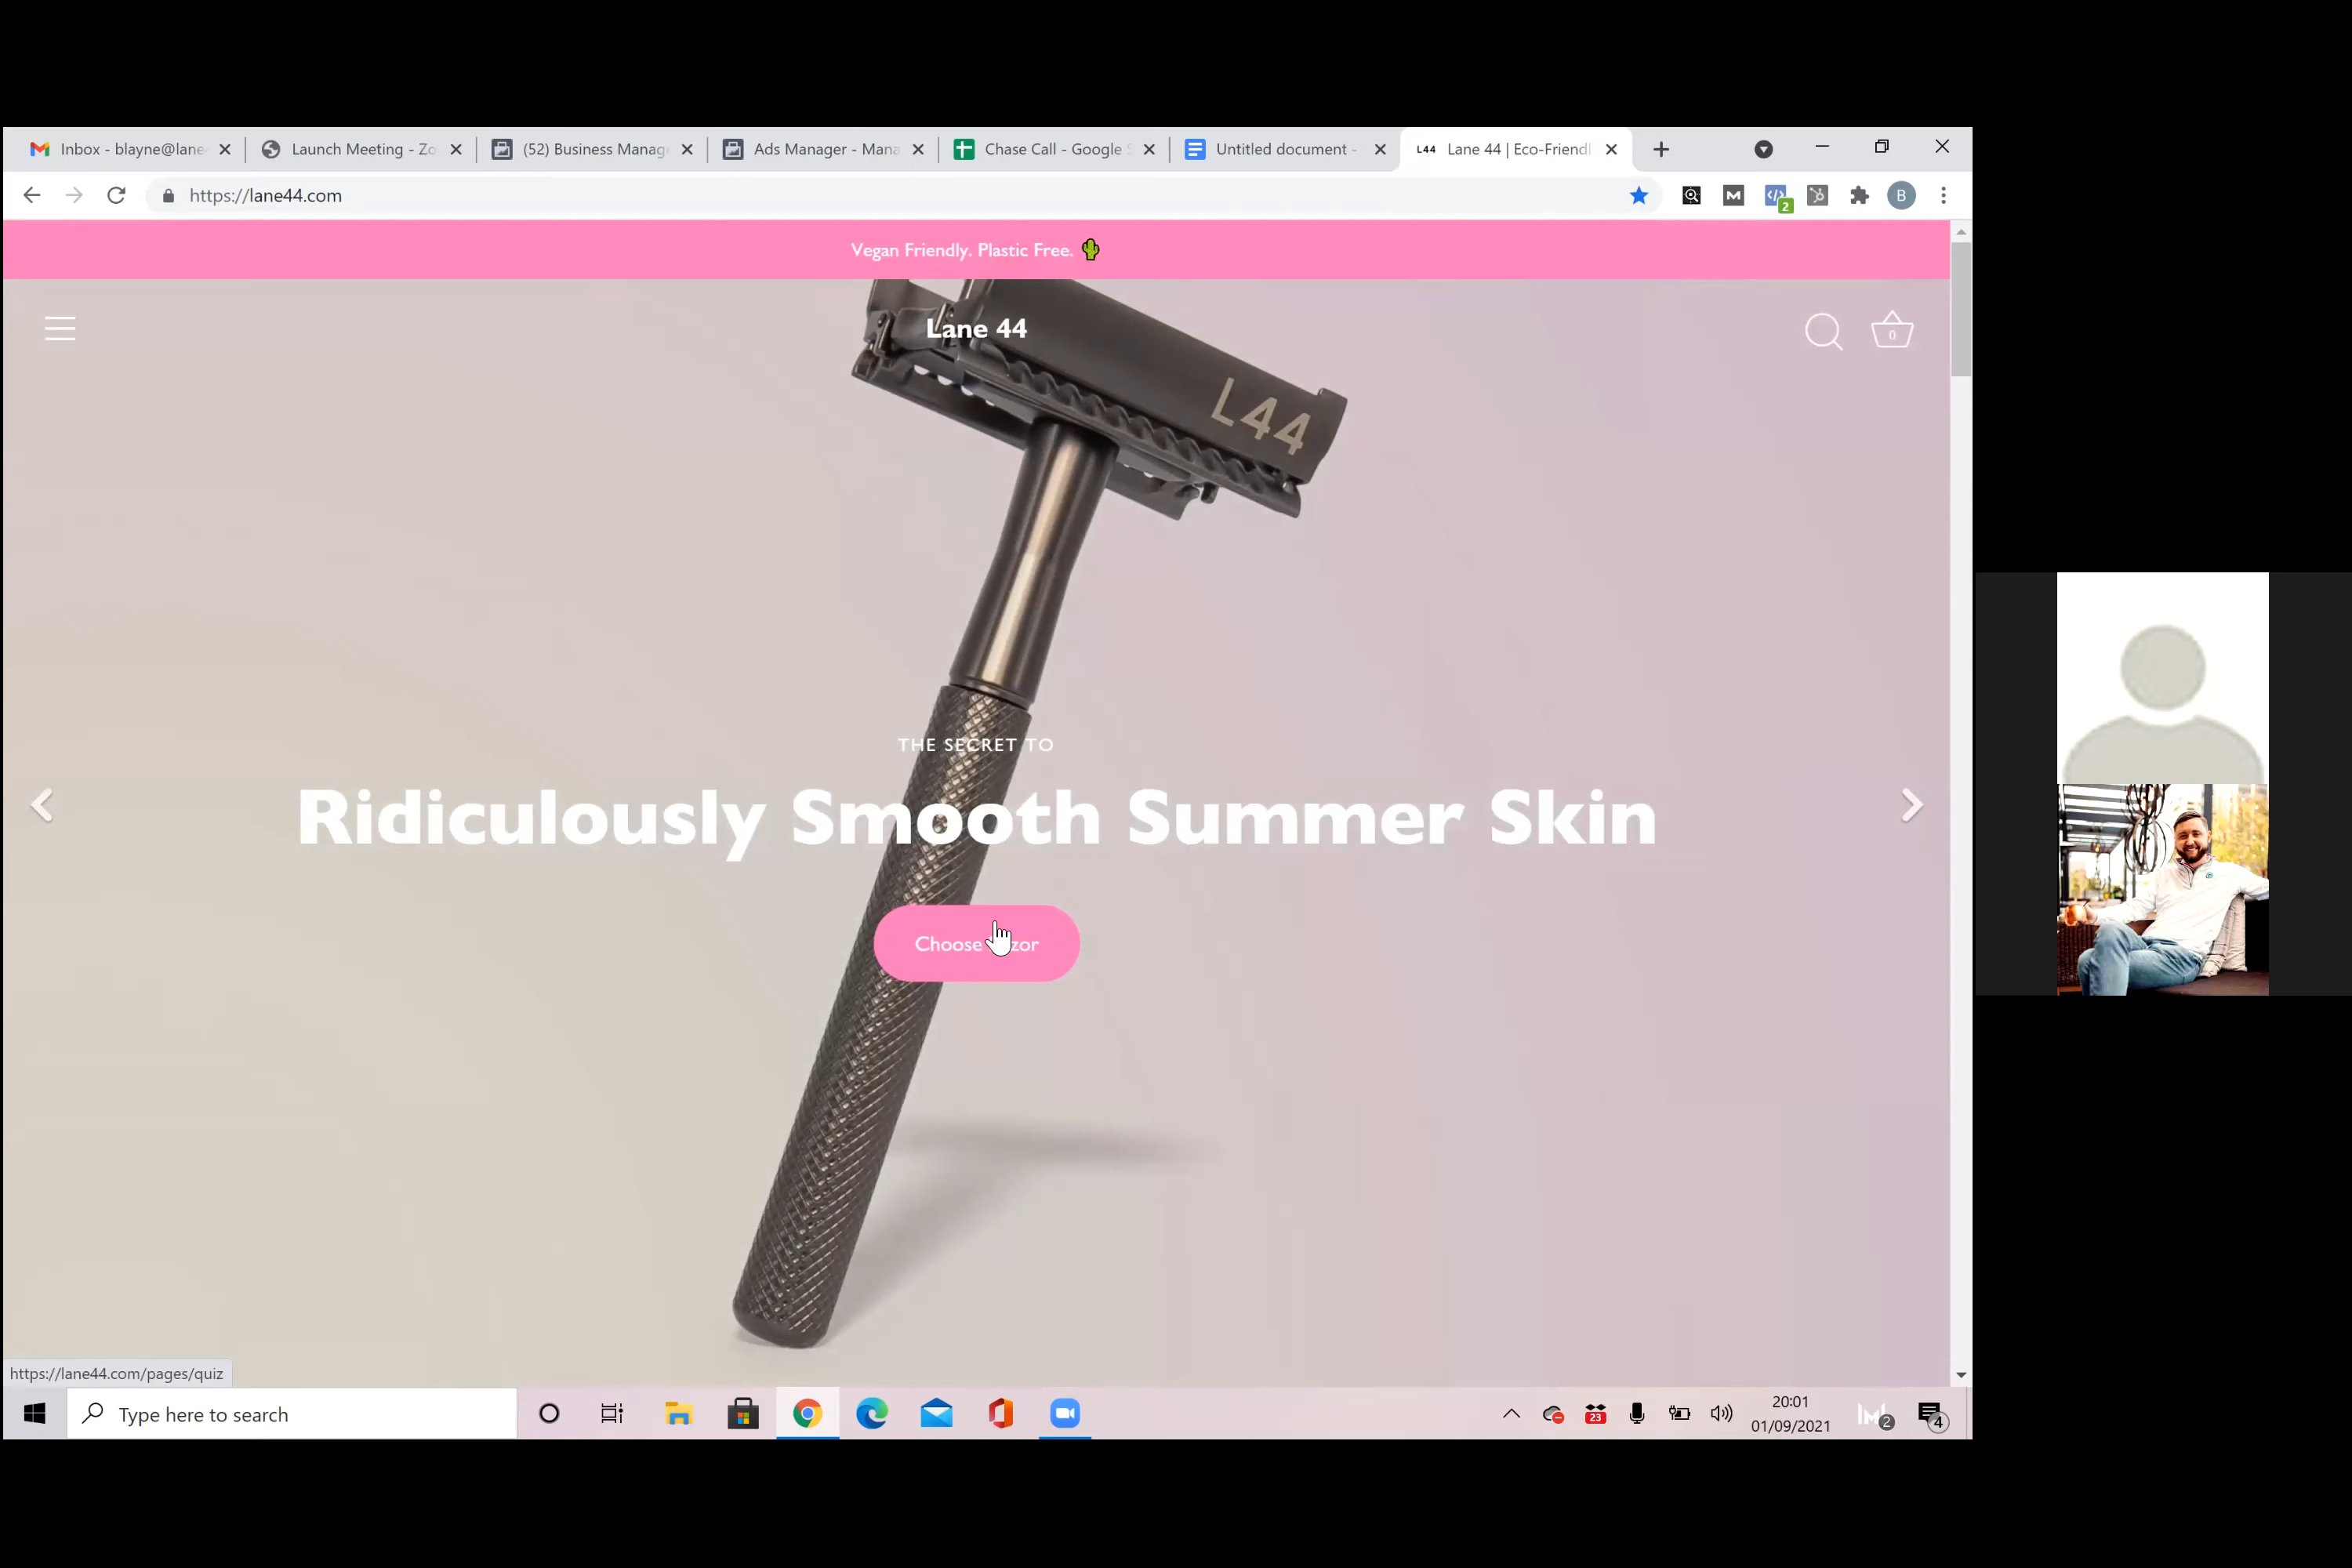 Inbox - blayne@lane
Launch Meeting - Zo
(52) Business Manag
Ads Manager - Mana
Chase Call - Google S
Untitled document -
L44 Lane 44 | Eco-Friendl
https://lane44.com
2
B
Vegan Friendly. Plastic Free.
Lane 44
0
L44
THE SECRET TO
Ridiculously Smooth Summer Skin
Choose zor
https://lane44.com/pages/quiz
Type here to search
23
20:01
01/09/2021
2
4